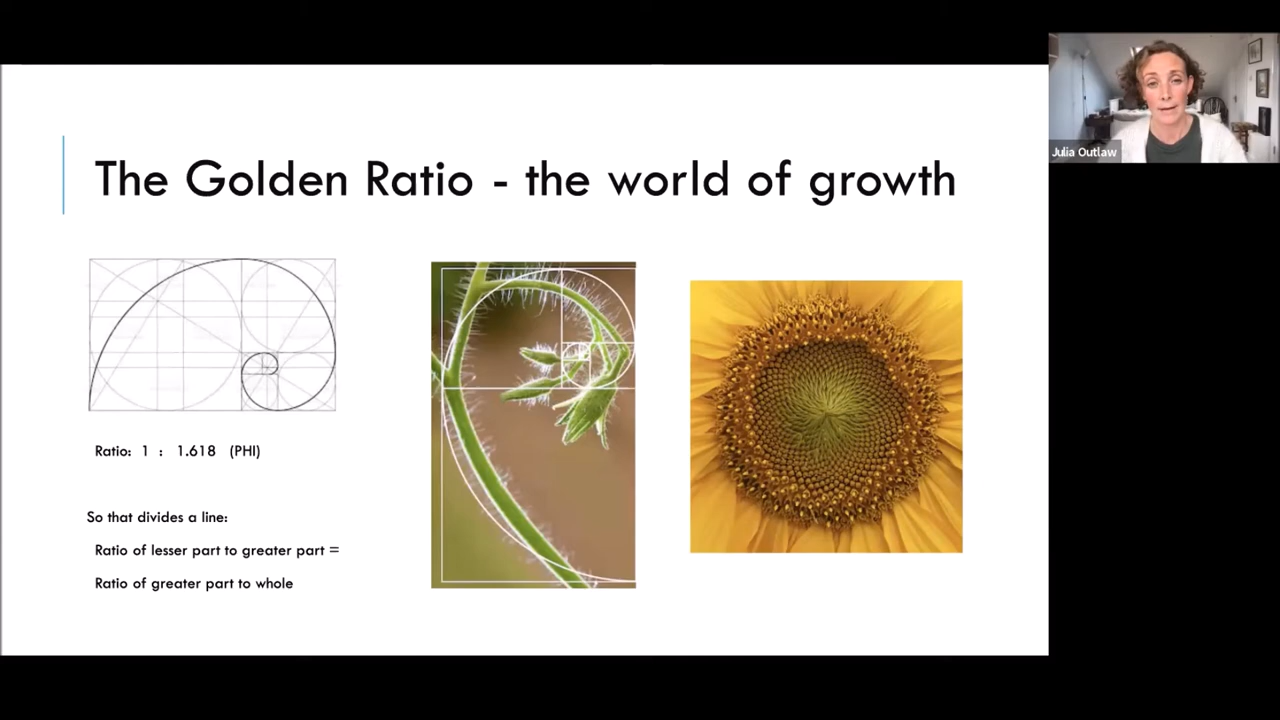 The Golden Ratio - the world of growth
Julia Outlaw
Ratio: 1 : 1.618 (PHI)
So that divides a line:
Ratio of lesser part to greater part =
Ratio of greater part to whole